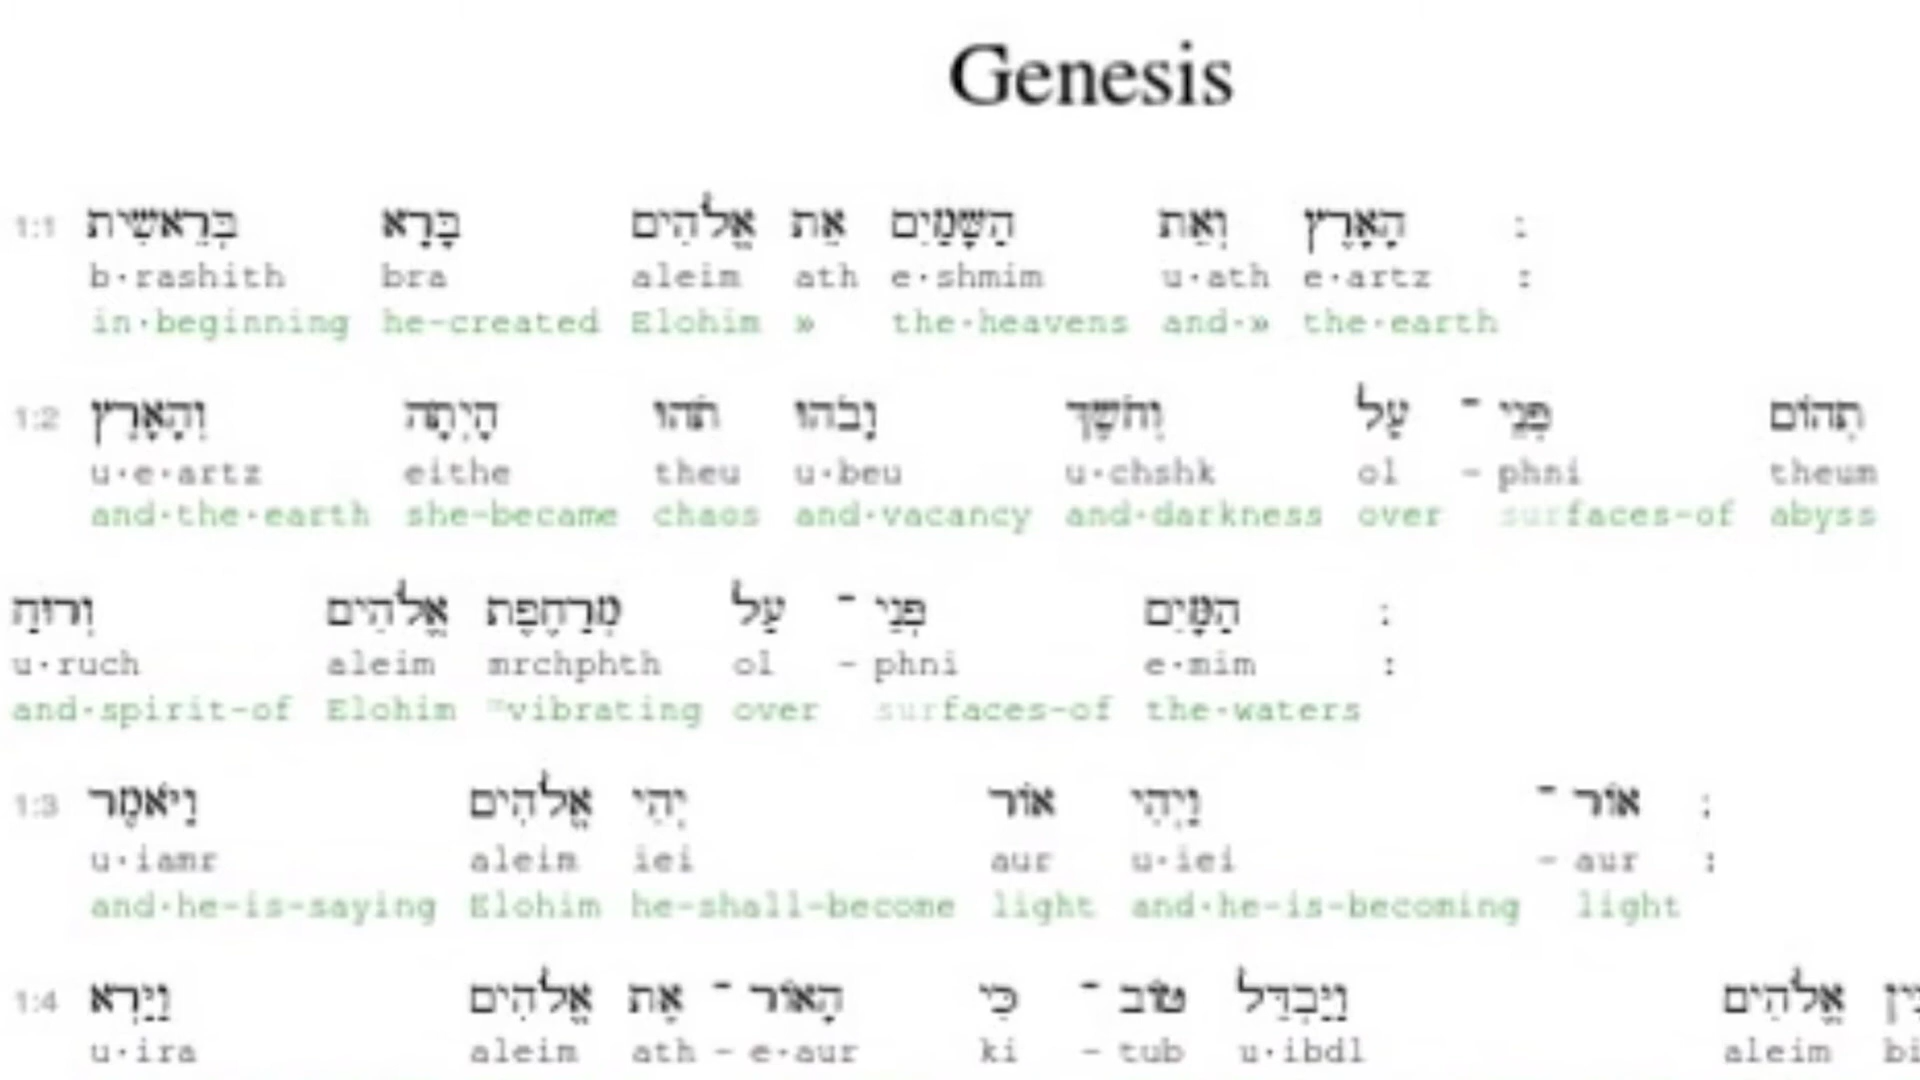 Genesis
1:1 בְּרֵאשִׁית בָּרָא אֱלֹהִים אֵת הַשָּׁמַיִם וְאֵת הָאָרֶץ :
b·rashith bra aleim ath e·shmim u·ath e·artz :
in·beginning he-created Elohim » the·heavens and·» the·earth
1:2 וְהָאָרֶץ הָיְתָה תֹהוּ וָבֹהוּ וְחֹשֶׁךְ עַל - פְּנֵי תְהוֹם
u·e·artz eithe theu u·beu u·chshk ol - phni theum
and·the·earth she-became chaos and·vacancy and·darkness over surfaces-of abyss
וְרוּחַ אֱלֹהִים מְרַחֶפֶת עַל - פְּנֵי הַמָּיִם :
u·ruch aleim mrchphth ol - phni e·mim :
and·spirit-of Elohim vibrating over surfaces-of the·waters
1:3 וַיֹּאמֶר אֱלֹהִים יְהִי אוֹר וַיְהִי - אוֹר :
u·iamr aleim iei aur u·iei - aur :
and·he-is-saying Elohim he-shall-become light and·he-is-becoming light
1:4 וַיַּרְא אֱלֹהִים אֶת - הָאוֹר כִּי - טוֹב וַיַּבְדֵּל אֱלֹהִים
u·ira aleim ath - e·aur ki - tub u·ibdl aleim bi